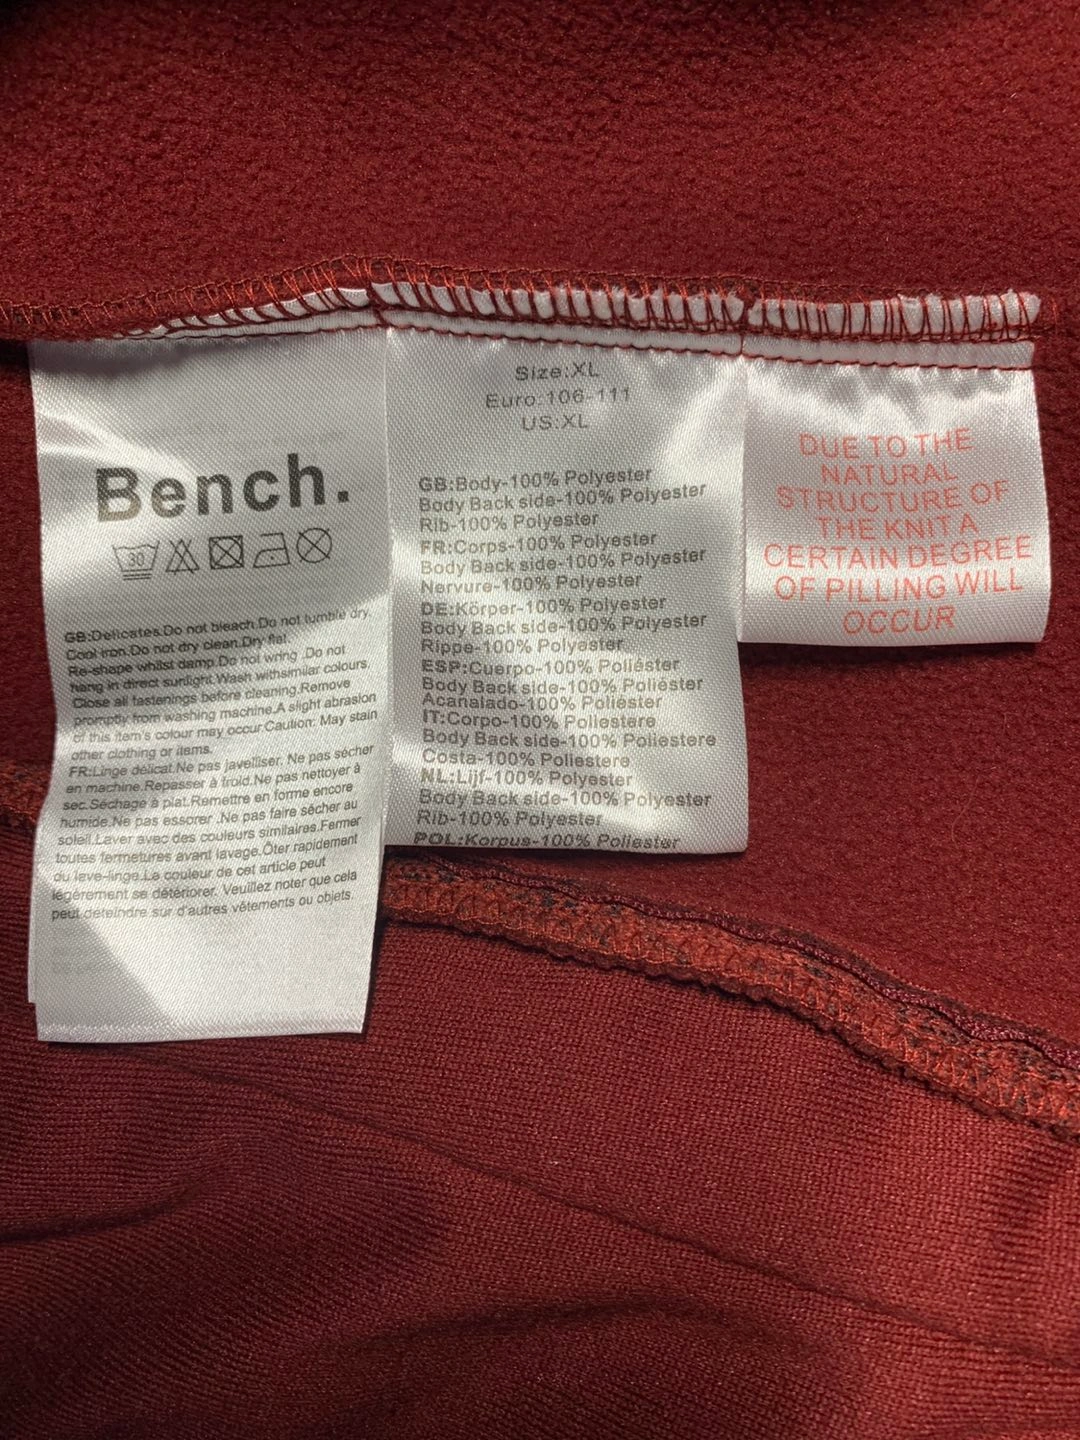 Bench.
30
GB:Delicates.Do not bleach.Do not tumble dry.
Cool iron.Do not dry clean.Dry flat.
Re-shape whilst damp.Do not wring .Do not
hang in direct sunlight.Wash withsimilar colours.
Close all fastenings before cleaning.Remove
promptly from washing machine.A slight abrasion
of this item's colour may occur.Caution: May stain
other clothing or items.
FR:Linge délicat.Ne pas javelliser. Ne pas sécher
en machine.Repasser à froid.Ne pas nettoyer à
sec.Séchage à plat.Remettre en forme encore
humide.Ne pas essorer .Ne pas faire sécher au
soleil.Laver avec des couleurs similaires.Fermer
toutes fermetures avant lavage.Ôter rapidement
du lave-linge.La couleur de cet article peut
légèrement se détériorer. Veuillez noter que cela
peut déteindre sur d'autres vêtements ou objets.
Size:XL
Euro:106-111
US:XL
GB:Body-100% Polyester
Body Back side-100% Polyester
Rib-100% Polyester
FR:Corps-100% Polyester
Body Back side-100% Polyester
Nervure-100% Polyester
DE:Körper-100% Polyester
Body Back side-100% Polyester
Rippe-100% Polyester
ESP:Cuerpo-100% Poliéster
Body Back side-100% Poliéster
Acanalado-100% Poliéster
IT:Corpo-100% Poliestere
Body Back side-100% Poliestere
Costa-100% Poliestere
NL:Lijf-100% Polyester
Body Back side-100% Polyester
Rib-100% Polyester
POL:Korpus-100% Poliester
DUE TO THE
NATURAL
STRUCTURE OF
THE KNIT A
CERTAIN DEGREE
OF PILLING WILL
OCCUR